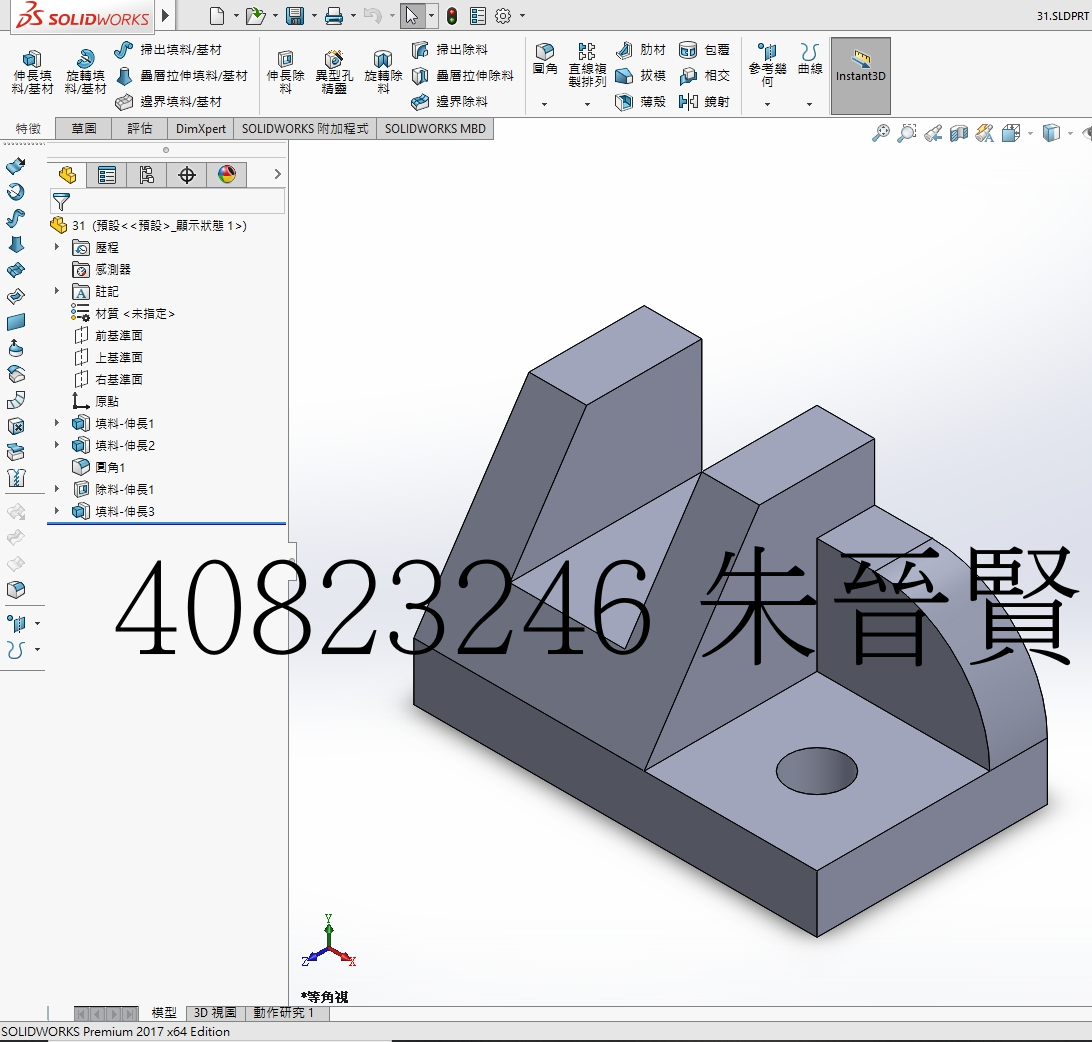 SOLIDWORKS
31.SLDPRT
伸長填料/基材
旋轉填料/基材
掃出填料/基材
疊層拉伸填料/基材
邊界填料/基材
伸長除料
異型孔精靈
旋轉除料
掃出除料
疊層拉伸除料
邊界除料
圓角
直線複製排列
肋材
拔模
薄殼
包覆
相交
鏡射
參考幾何
曲線
Instant3D
特徵 草圖 評估 DimXpert SOLIDWORKS 附加程式 SOLIDWORKS MBD
31 (預設<<預設>_顯示狀態 1>)
歷程
感測器
A 註記
材質 <未指定>
前基準面
上基準面
右基準面
原點
填料-伸長1
填料-伸長2
圓角1
除料-伸長1
填料-伸長3
40823246 朱晉賢
Y
Z X
*等角視
模型 3D 視圖 動作研究 1
SOLIDWORKS Premium 2017 x64 Edition